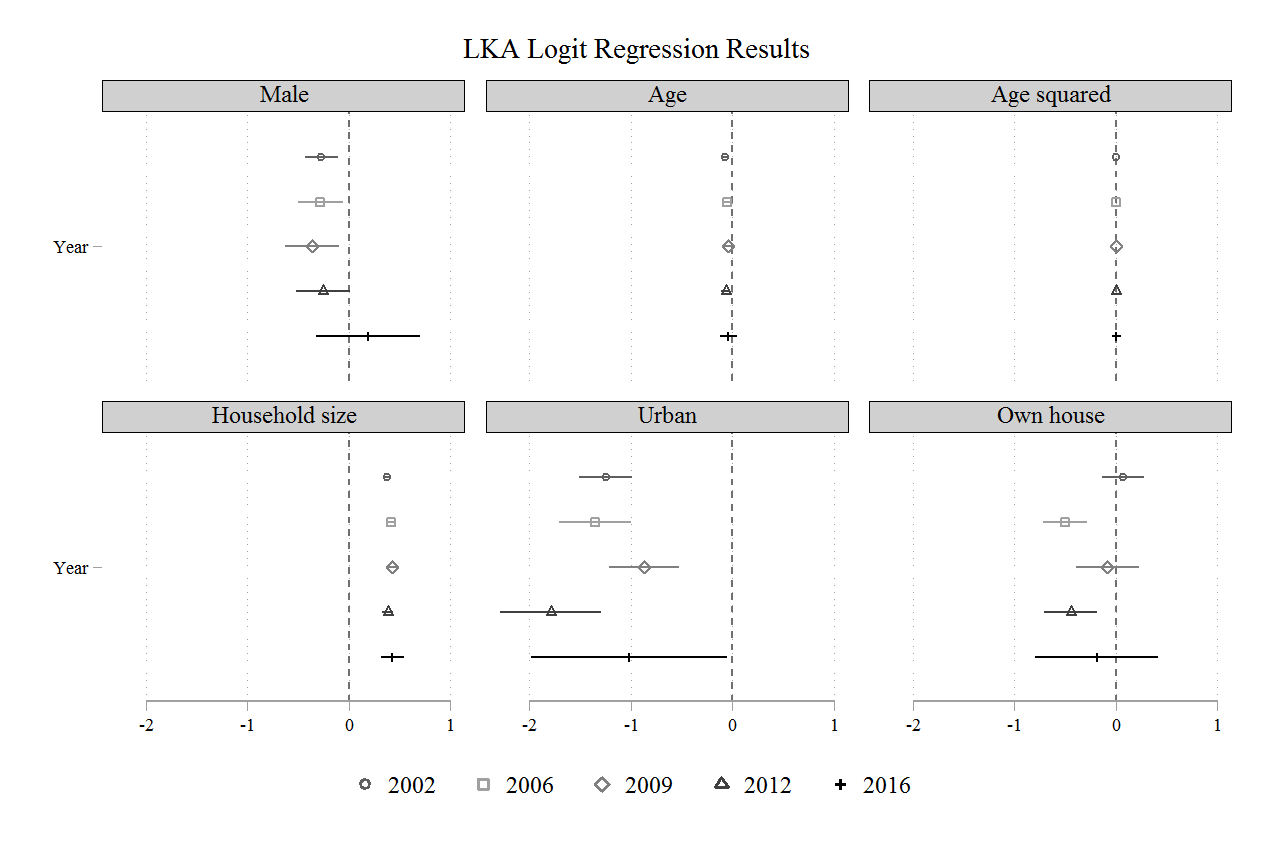 LKA Logit Regression Results
Male Age Age squared
Year
Household size Urban Own house
Year
-2 -1 0 1 -2 -1 0 1 -2 -1 0 1
2002 2006 2009 2012 2016